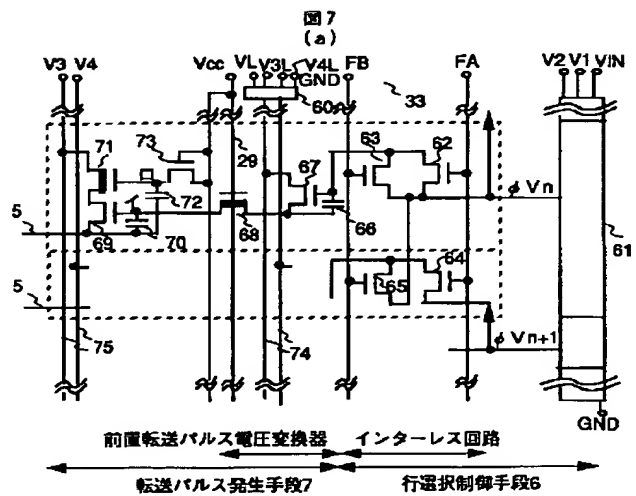 図7
(a)
V3 V4 Vcc VL V3L V4L GND FB FA V2 V1 VIN
60 33
71 73 29 67 63 62
72 68 66 φVn
5 69 70 61
5 65 64
75 74 φVn+1
GND
前置転送パルス電圧変換器 インターレス回路
転送パルス発生手段7 行選択制御手段6